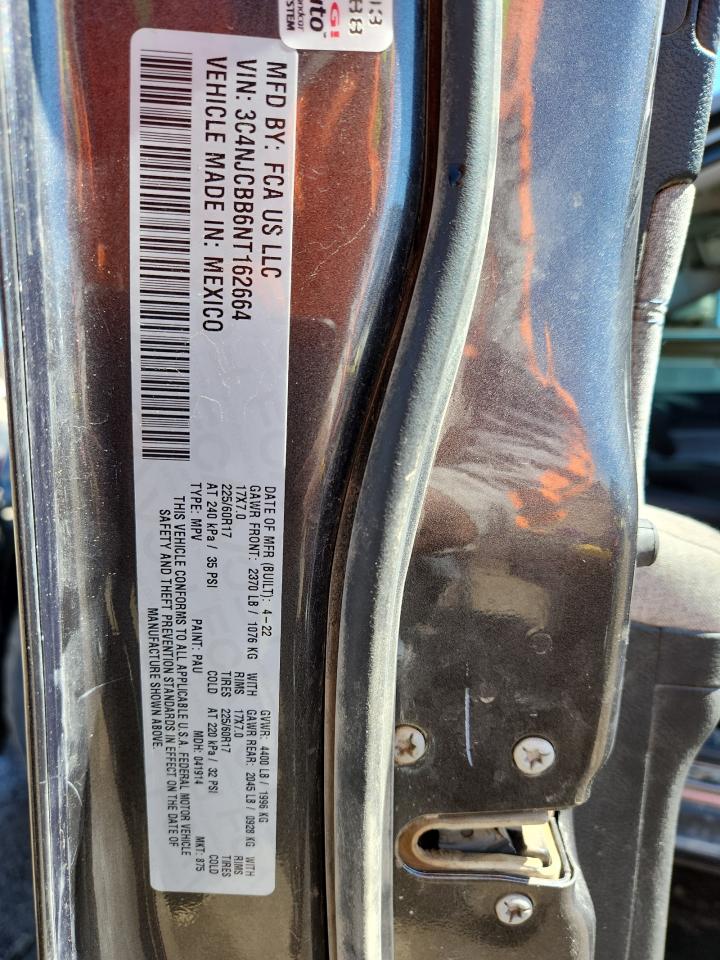 MFD BY: FCA US LLC
VIN: 3C4NJCBB6NT162664
VEHICLE MADE IN: MEXICO
DATE OF MFR (BUILT): 4-22 GVWR: 4400 LB / 1996 KG
GAWR FRONT: 2370 LB / 1076 KG WITH GAWR REAR: 2045 LB / 0928 KG WITH
17X7.0 RIMS 17X7.0 RIMS
225/60R17 TIRES 225/60R17 TIRES
AT 240 kPa / 35 PSI COLD AT 220 kPa / 32 PSI COLD
TYPE: MPV PAINT: PAU MDH: 041914 MKT: 875
THIS VEHICLE CONFORMS TO ALL APPLICABLE U.S.A. FEDERAL MOTOR VEHICLE
SAFETY AND THEFT PREVENTION STANDARDS IN EFFECT ON THE DATE OF
MANUFACTURE SHOWN ABOVE.